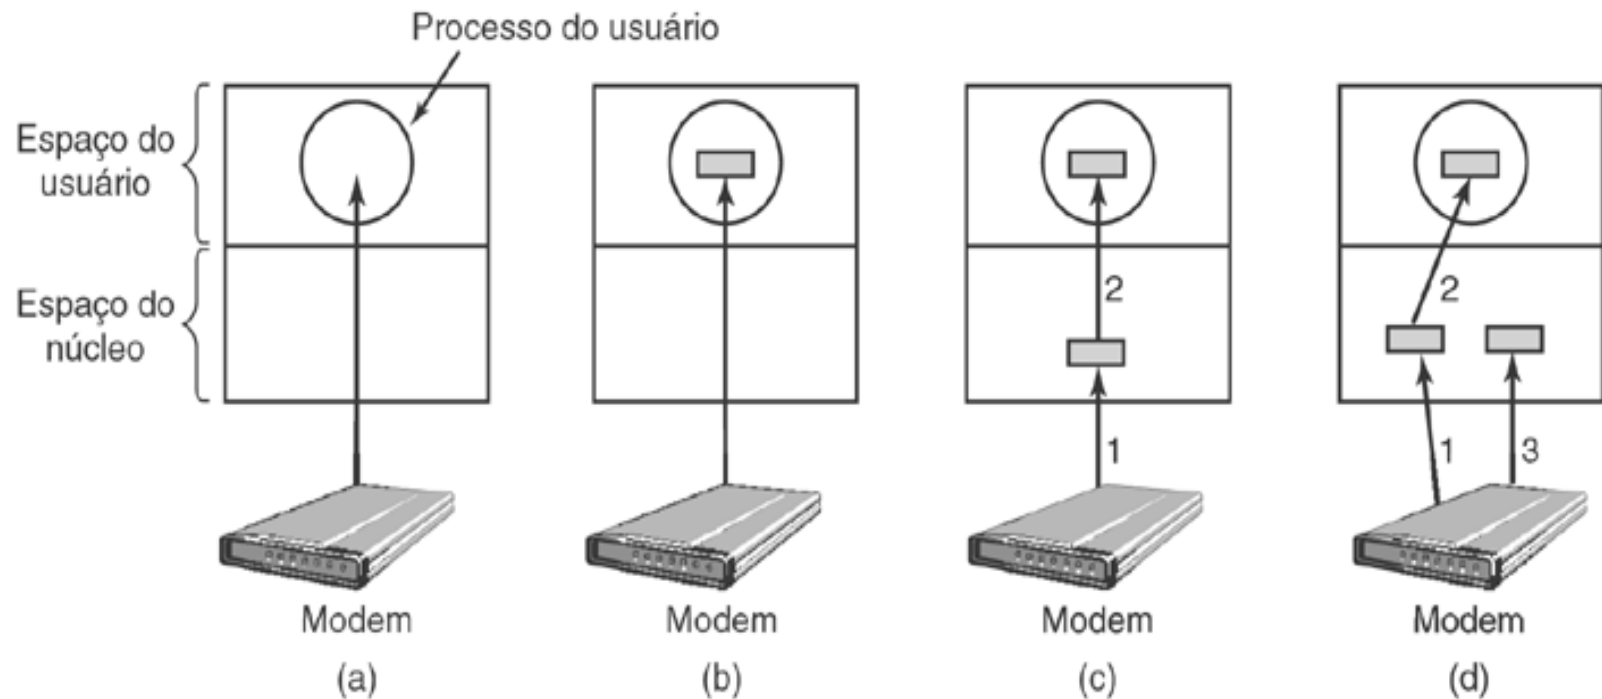 Processo do usuário
Espaço do
usuário
Espaço do
núcleo
2
2
1
1
3
Modem
Modem
Modem
Modem
(a)
(b)
(c)
(d)